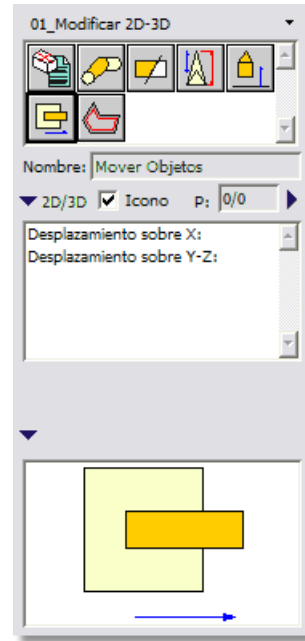 01_Modificar 2D-3D
Nombre: Mover Objetos
2D/3D Icono P: 0/0
Desplazamiento sobre X:
Desplazamiento sobre Y-Z: